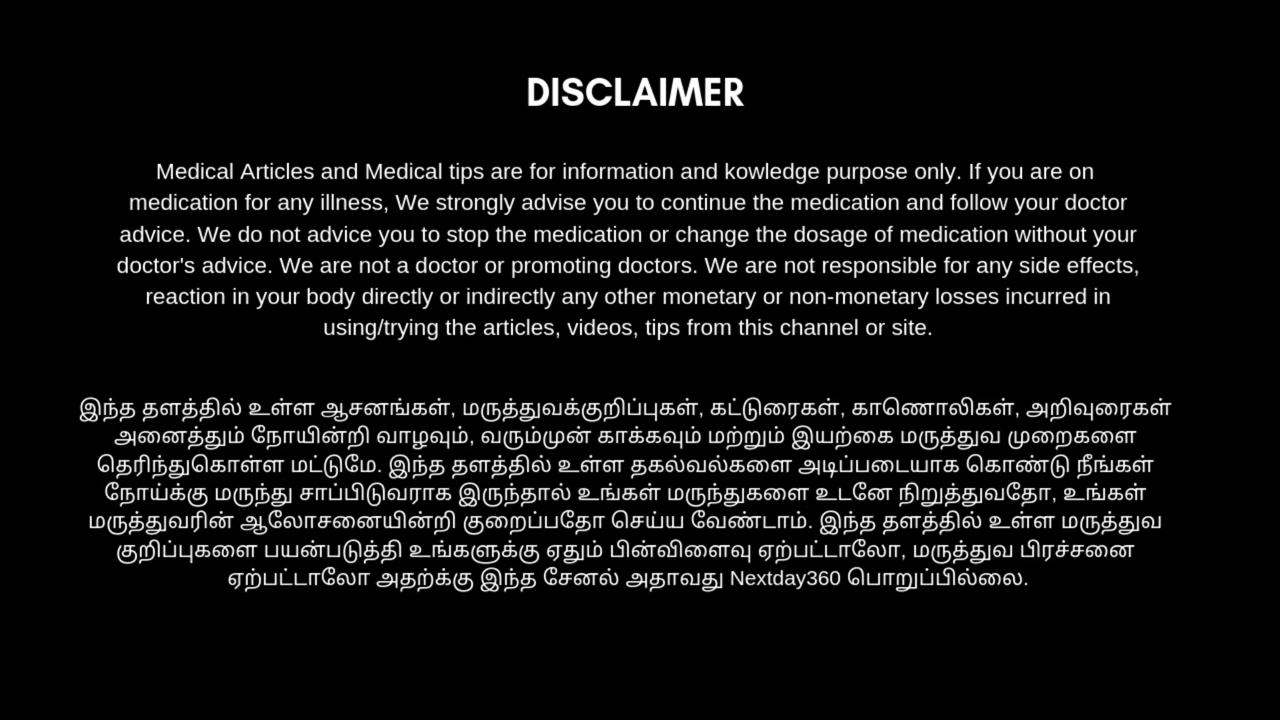 DISCLAIMER
Medical Articles and Medical tips are for information and kowledge purpose only. If you are on
medication for any illness, We strongly advise you to continue the medication and follow your doctor
advice. We do not advice you to stop the medication or change the dosage of medication without your
doctor's advice. We are not a doctor or promoting doctors. We are not responsible for any side effects,
reaction in your body directly or indirectly any other monetary or non-monetary losses incurred in
using/trying the articles, videos, tips from this channel or site.
இந்த தளத்தில் உள்ள ஆசனங்கள், மருத்துவக்குறிப்புகள், கட்டுரைகள், காணொலிகள், அறிவுரைகள்
அனைத்தும் நோயின்றி வாழவும், வரும்முன் காக்கவும் மற்றும் இயற்கை மருத்துவ முறைகளை
தெரிந்துகொள்ள மட்டுமே. இந்த தளத்தில் உள்ள தகல்வல்களை அடிப்படையாக கொண்டு நீங்கள்
நோய்க்கு மருந்து சாப்பிடுவராக இருந்தால் உங்கள் மருந்துகளை உடனே நிறுத்துவதோ, உங்கள்
மருத்துவரின் ஆலோசனையின்றி குறைப்பதோ செய்ய வேண்டாம். இந்த தளத்தில் உள்ள மருத்துவ
குறிப்புகளை பயன்படுத்தி உங்களுக்கு ஏதும் பின்விளைவு ஏற்பட்டாலோ, மருத்துவ பிரச்சனை
ஏற்பட்டாலோ அதற்க்கு இந்த சேனல் அதாவது Nextday360 பொறுப்பில்லை.